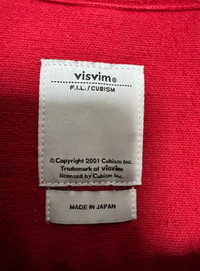 visvim®
F.I.L./CUBISM
© Copyright 2001 Cubism Inc.
Trademark of visvim
licensed by Cubism Inc.
MADE IN JAPAN